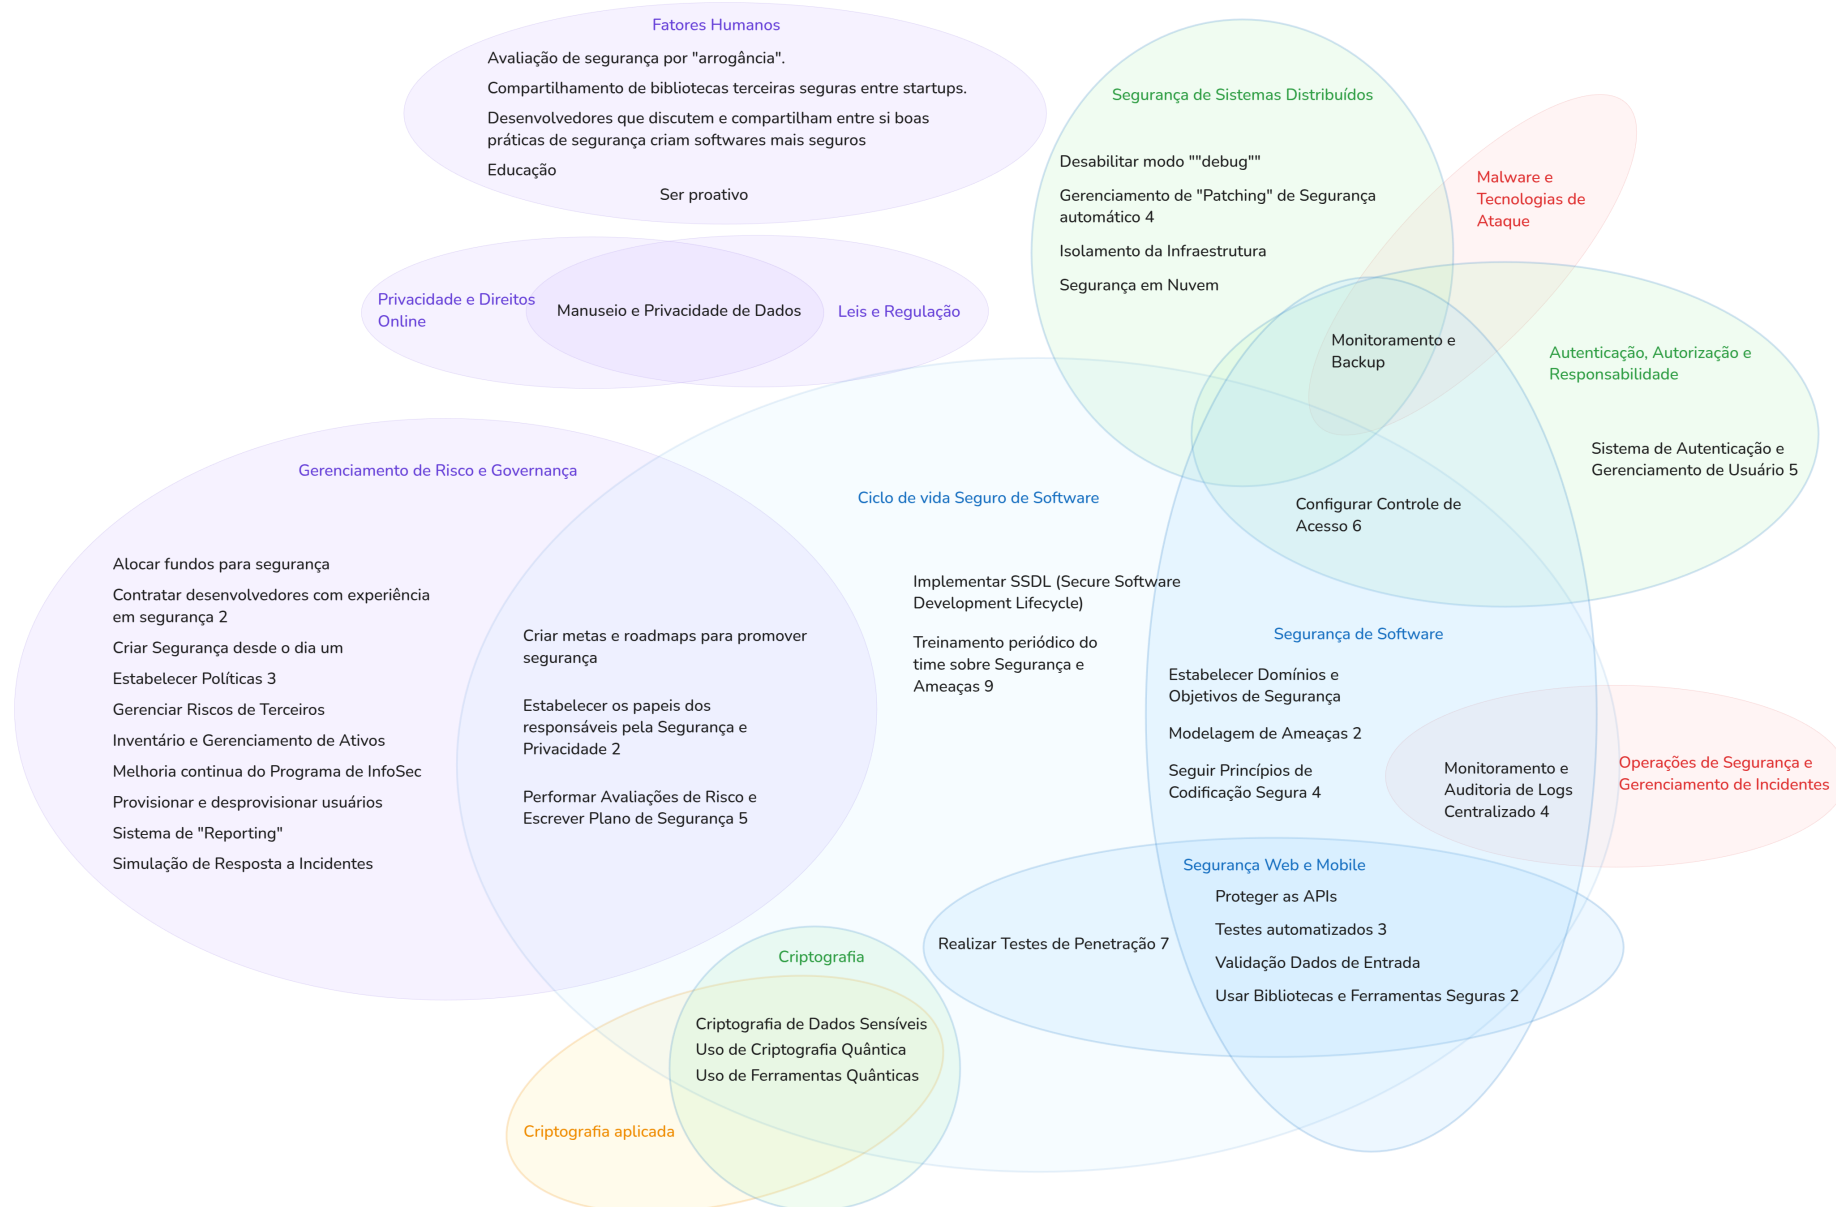 Fatores Humanos
Avaliação de segurança por "arrogância".
Compartilhamento de bibliotecas terceiras seguras entre startups.
Desenvolvedores que discutem e compartilham entre si boas
práticas de segurança criam softwares mais seguros
Educação
Ser proativo
Segurança de Sistemas Distribuídos
Desabilitar modo ""debug""
Gerenciamento de "Patching" de Segurança
automático 4
Isolamento da Infraestrutura
Segurança em Nuvem
Malware e
Tecnologias de
Ataque
Privacidade e Direitos
Online
Manuseio e Privacidade de Dados
Leis e Regulação
Monitoramento e
Backup
Autenticação, Autorização e
Responsabilidade
Sistema de Autenticação e
Gerenciamento de Usuário 5
Configurar Controle de
Acesso 6
Gerenciamento de Risco e Governança
Alocar fundos para segurança
Contratar desenvolvedores com experiência
em segurança 2
Criar Segurança desde o dia um
Estabelecer Políticas 3
Gerenciar Riscos de Terceiros
Inventário e Gerenciamento de Ativos
Melhoria continua do Programa de InfoSec
Provisionar e desprovisionar usuários
Sistema de "Reporting"
Simulação de Resposta a Incidentes
Criar metas e roadmaps para promover
segurança
Estabelecer os papeis dos
responsáveis pela Segurança e
Privacidade 2
Performar Avaliações de Risco e
Escrever Plano de Segurança 5
Ciclo de vida Seguro de Software
Implementar SSDL (Secure Software
Development Lifecycle)
Treinamento periódico do
time sobre Segurança e
Ameaças 9
Segurança de Software
Estabelecer Domínios e
Objetivos de Segurança
Modelagem de Ameaças 2
Seguir Princípios de
Codificação Segura 4
Monitoramento e
Auditoria de Logs
Centralizado 4
Operações de Segurança e
Gerenciamento de Incidentes
Segurança Web e Mobile
Proteger as APIs
Testes automatizados 3
Validação Dados de Entrada
Usar Bibliotecas e Ferramentas Seguras 2
Realizar Testes de Penetração 7
Criptografia
Criptografia de Dados Sensíveis
Uso de Criptografia Quântica
Uso de Ferramentas Quânticas
Criptografia aplicada